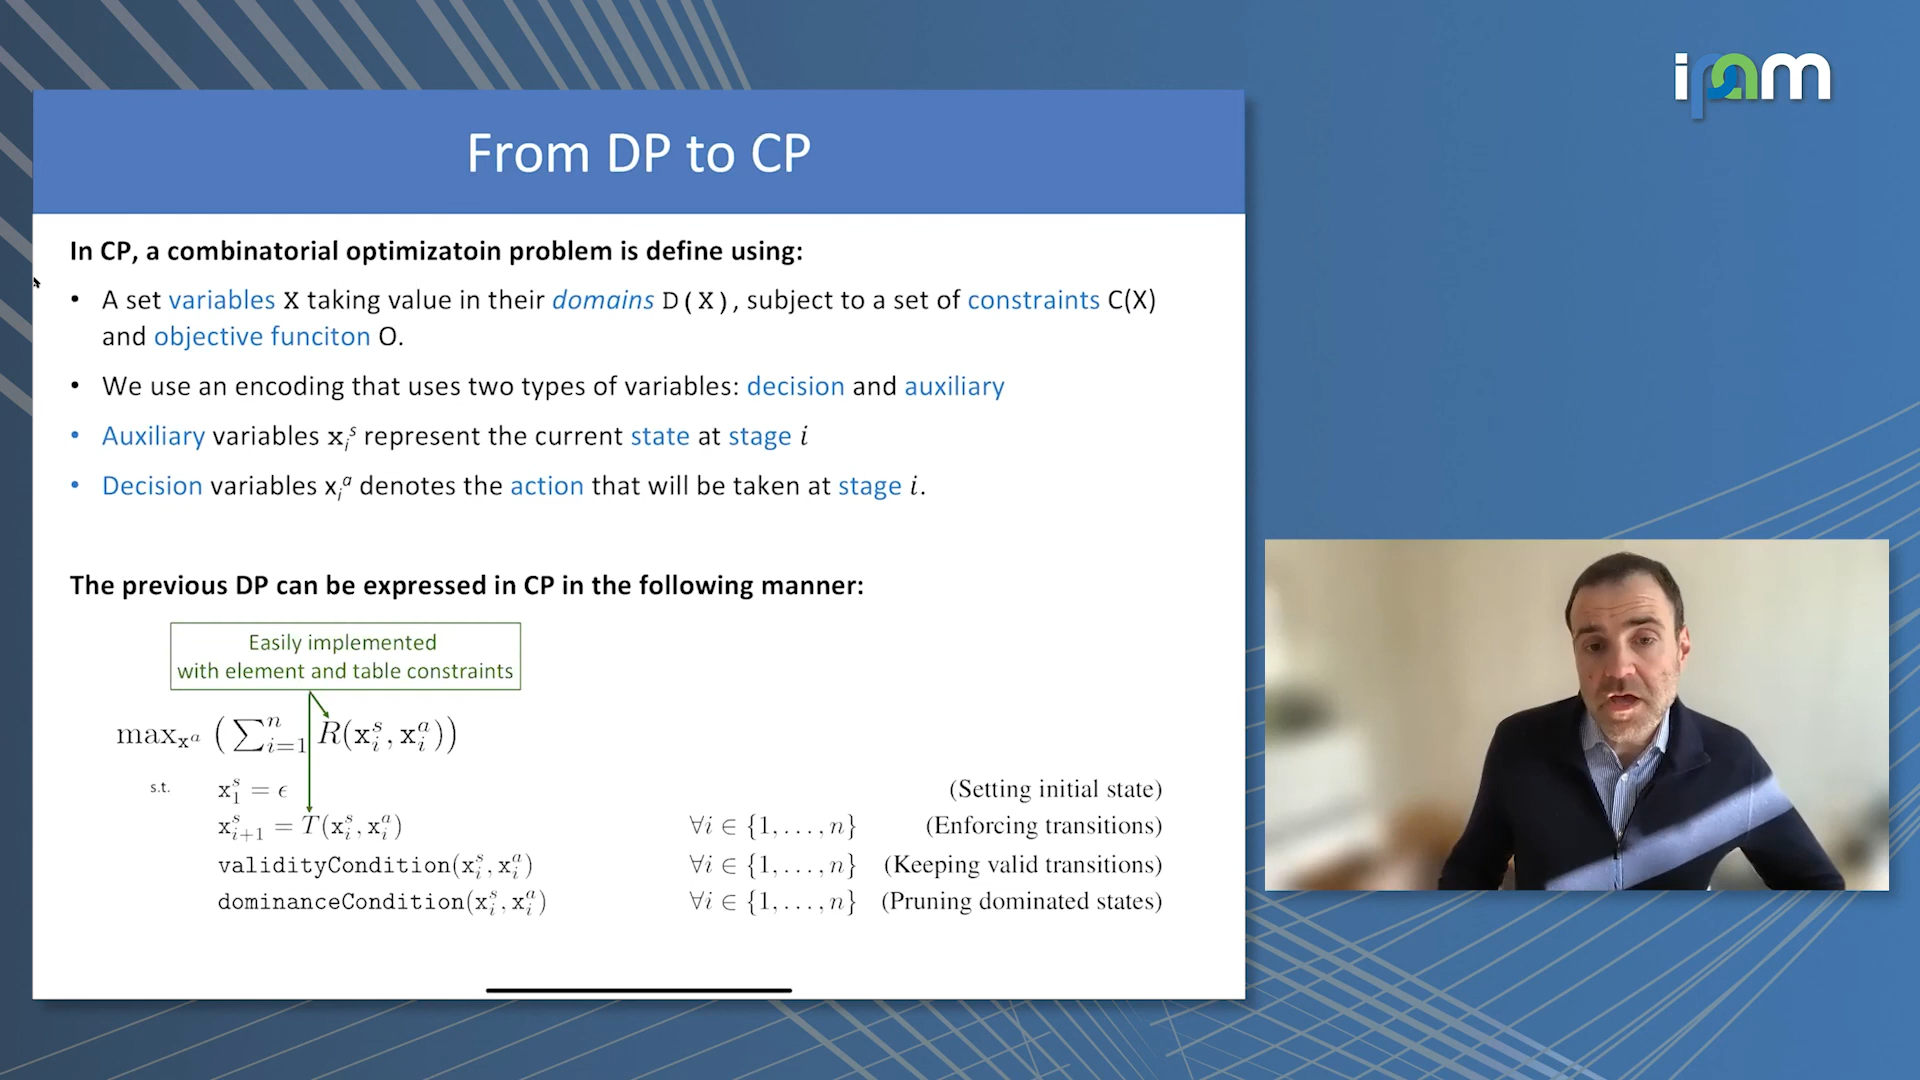 ipam
From DP to CP
In CP, a combinatorial optimizatoin problem is define using:
• A set variables X taking value in their domains D(X), subject to a set of constraints C(X)
and objective funciton O.
• We use an encoding that uses two types of variables: decision and auxiliary
• Auxiliary variables xᵢˢ represent the current state at stage i
• Decision variables xᵢᵃ denotes the action that will be taken at stage i.
The previous DP can be expressed in CP in the following manner:
Easily implemented
with element and table constraints
max_{xᵃ} (∑_{i=1}^{n} R(xᵢˢ, xᵢᵃ))
s.t. x₁ˢ = ϵ (Setting initial state)
xᵢ₊₁ˢ = T(xᵢˢ, xᵢᵃ) ∀i ∈ {1, . . . , n} (Enforcing transitions)
validityCondition(xᵢˢ, xᵢᵃ) ∀i ∈ {1, . . . , n} (Keeping valid transitions)
dominanceCondition(xᵢˢ, xᵢᵃ) ∀i ∈ {1, . . . , n} (Pruning dominated states)